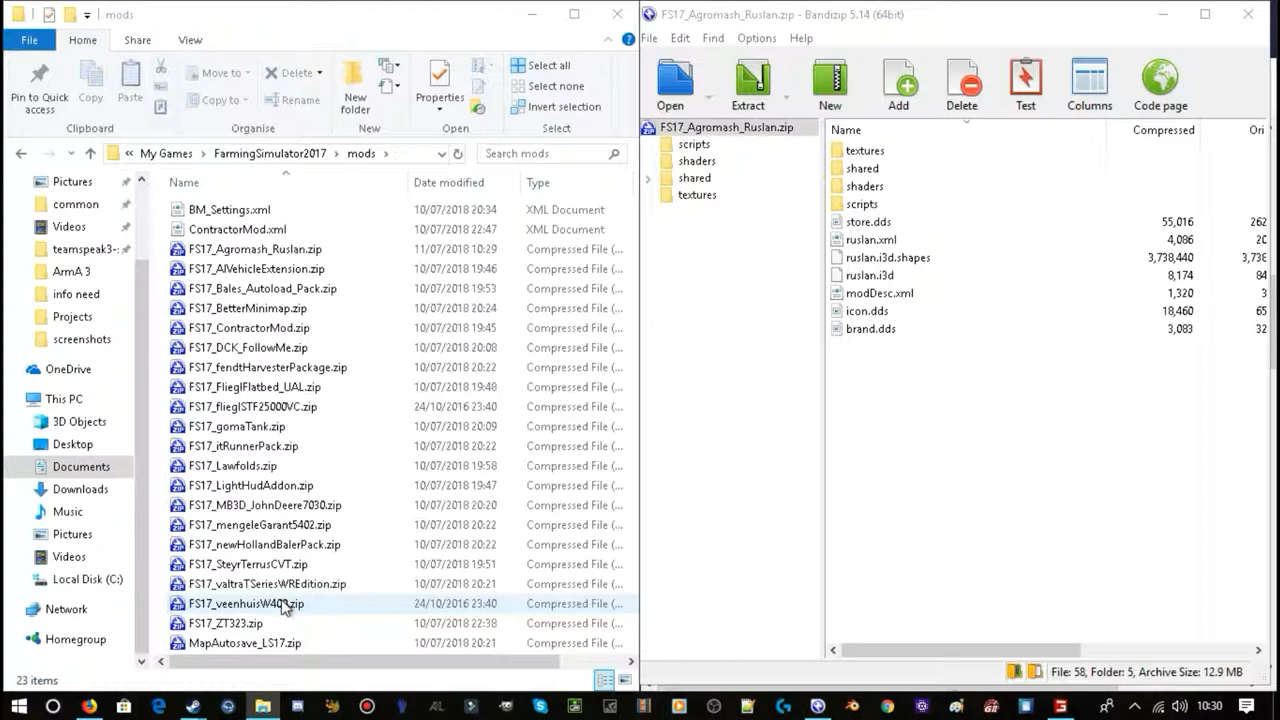 mods
File
Home
Share
View
Pin to Quick access
Copy
Paste
Move to
Copy to
Delete
Rename
New folder
Properties
Select all
Select none
Invert selection
Clipboard
Organise
New
Open
Select
« My Games > FarmingSimulator2017 > mods
Search mods
Pictures
common
Videos
teamspeak3-:
ArmA 3
info need
Projects
screenshots
OneDrive
This PC
3D Objects
Desktop
Documents
Downloads
Music
Pictures
Videos
Local Disk (C:)
Network
Homegroup
Name Date modified Type
BM_Settings.xml 10/07/2018 20:34 XML Document
ContractorMod.xml 10/07/2018 22:47 XML Document
FS17_Agromash_Ruslan.zip 11/07/2018 10:29 Compressed File (...
FS17_AIVehicleExtension.zip 10/07/2018 19:46 Compressed File (...
FS17_Bales_Autoload_Pack.zip 10/07/2018 19:53 Compressed File (...
FS17_BetterMinimap.zip 10/07/2018 20:24 Compressed File (...
FS17_ContractorMod.zip 10/07/2018 19:45 Compressed File (...
FS17_DCK_FollowMe.zip 10/07/2018 20:08 Compressed File (...
FS17_fendtHarvesterPackage.zip 10/07/2018 20:22 Compressed File (...
FS17_FlieglFlatbed_UAL.zip 10/07/2018 19:48 Compressed File (...
FS17_flieglSTF25000VC.zip 24/10/2016 23:40 Compressed File (...
FS17_gomaTank.zip 10/07/2018 20:09 Compressed File (...
FS17_itRunnerPack.zip 10/07/2018 20:22 Compressed File (...
FS17_Lawfolds.zip 10/07/2018 19:58 Compressed File (...
FS17_LightHudAddon.zip 10/07/2018 19:47 Compressed File (...
FS17_MB3D_JohnDeere7030.zip 10/07/2018 20:20 Compressed File (...
FS17_mengeleGarant5402.zip 10/07/2018 20:22 Compressed File (...
FS17_newHollandBalerPack.zip 10/07/2018 20:22 Compressed File (...
FS17_SteyrTerrusCVT.zip 10/07/2018 19:51 Compressed File (...
FS17_valtraTSeriesWREdition.zip 10/07/2018 20:21 Compressed File (...
24/10/2016 23:40 Compressed File (...
FS17_ZT323.zip 10/07/2018 22:38 Compressed File (...
MapAutosave_LS17.zip 10/07/2018 20:21 Compressed File (...
23 items
FS17_Agromash_Ruslan.zip - Bandizip 5.14 (64bit)
File Edit Find Options Help
Open Extract New Add Delete Test Columns Code page
FS17_Agromash_Ruslan.zip
scripts
shaders
shared
textures
Name Compressed Ori
textures
shared
shaders
scripts
store.dds 55,016 262
ruslan.xml 4,086 20
ruslan.i3d.shapes 3,738,440 3,738
ruslan.i3d 8,174 84
modDesc.xml 1,320 3
icon.dds 18,460 65
brand.dds 3,083 32
File: 58, Folder: 5, Archive Size: 12.9 MB
10:30